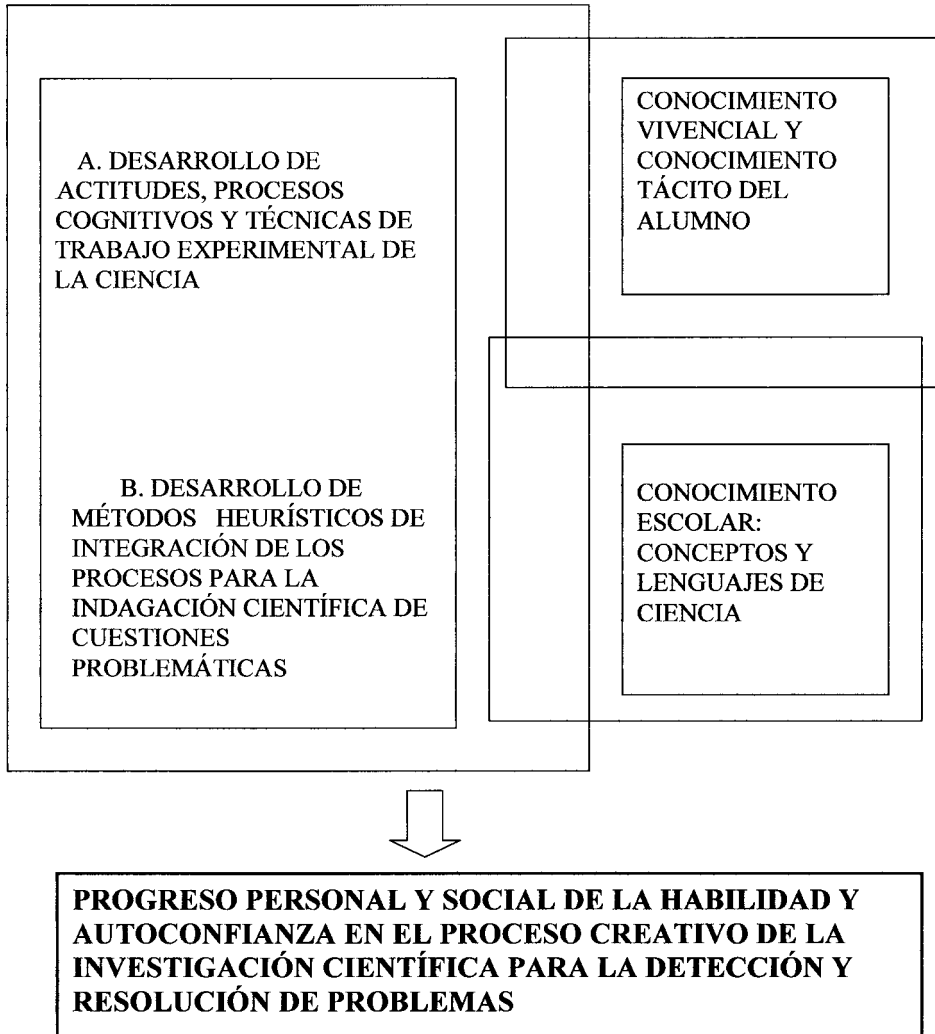 A. DESARROLLO DE
ACTITUDES, PROCESOS
COGNITIVOS Y TÉCNICAS DE
TRABAJO EXPERIMENTAL DE
LA CIENCIA
B. DESARROLLO DE
MÉTODOS HEURÍSTICOS DE
INTEGRACIÓN DE LOS
PROCESOS PARA LA
INDAGACIÓN CIENTÍFICA DE
CUESTIONES
PROBLEMÁTICAS
CONOCIMIENTO
VIVENCIAL Y
CONOCIMIENTO
TÁCITO DEL
ALUMNO
CONOCIMIENTO
ESCOLAR:
CONCEPTOS Y
LENGUAJES DE
CIENCIA
PROGRESO PERSONAL Y SOCIAL DE LA HABILIDAD Y
AUTOCONFIANZA EN EL PROCESO CREATIVO DE LA
INVESTIGACIÓN CIENTÍFICA PARA LA DETECCIÓN Y
RESOLUCIÓN DE PROBLEMAS